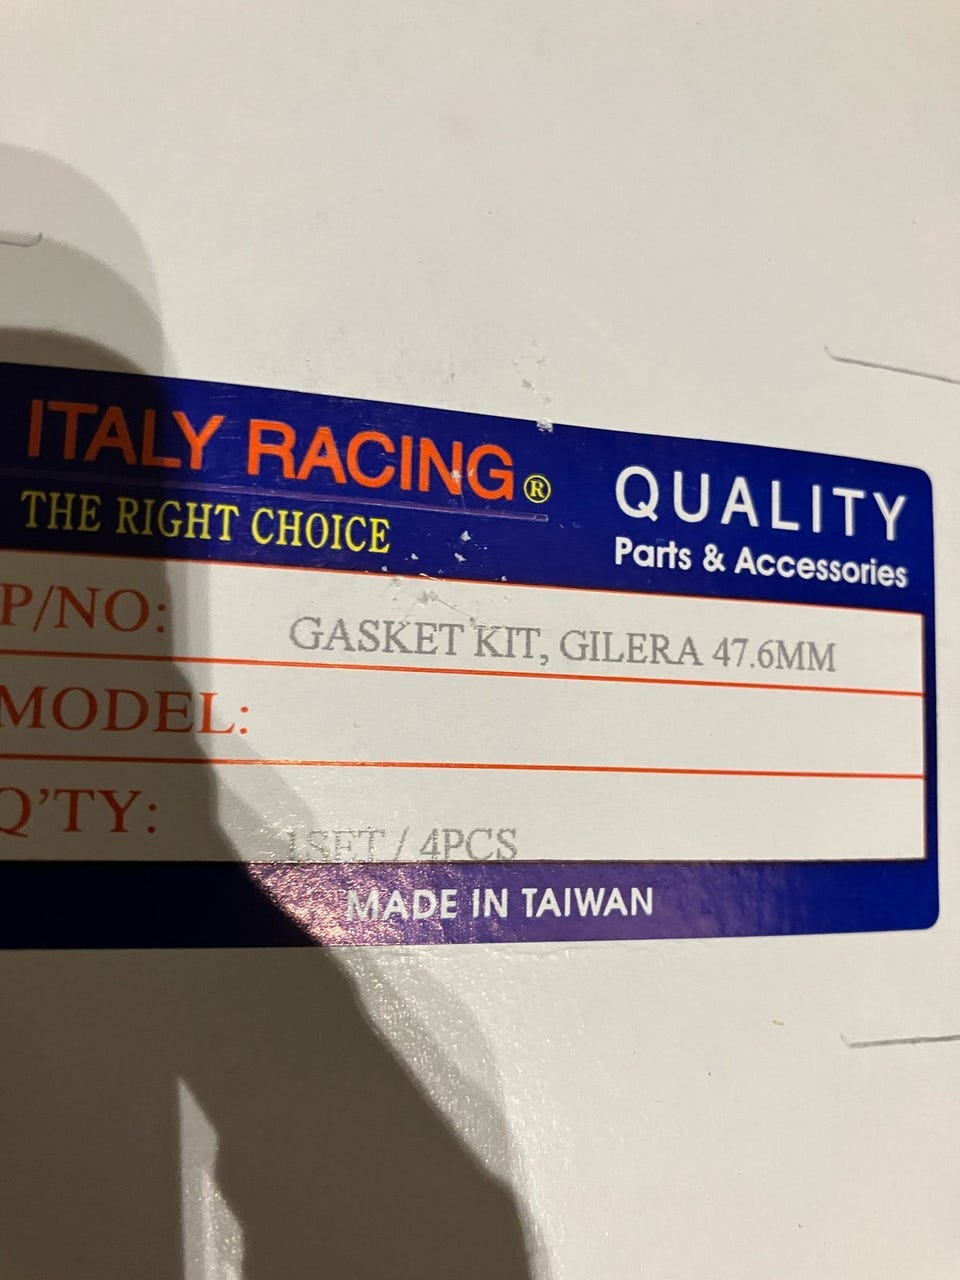 ITALY RACING®
THE RIGHT CHOICE
QUALITY
Parts & Accessories
P/NO: GASKET KIT, GILERA 47.6MM
MODEL:
Q'TY: 1SET / 4PCS
MADE IN TAIWAN